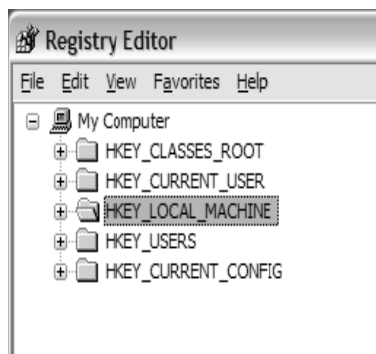 Registry Editor
File Edit View Favorites Help
My Computer
HKEY_CLASSES_ROOT
HKEY_CURRENT_USER
HKEY_LOCAL_MACHINE
HKEY_USERS
HKEY_CURRENT_CONFIG